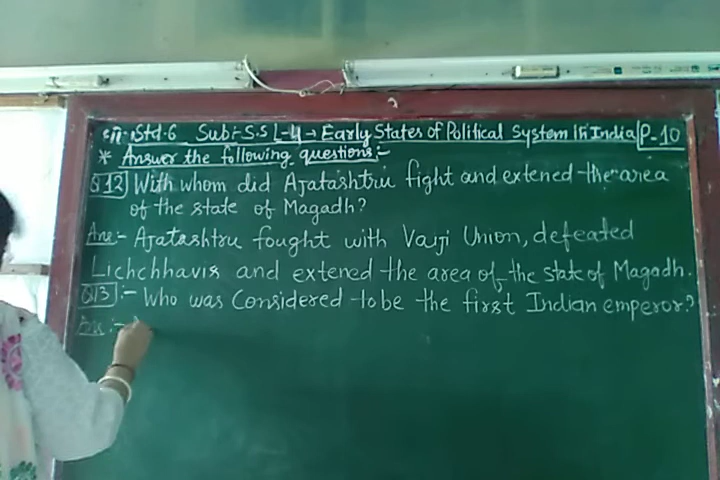 Std.6 Sub:-S.S L-4 → Early States of Political System in India P-10
* Answer the following questions:-
Q12 With whom did Ajatashtru fight and extened the area
of the state of Magadh?
Ans:- Ajatashtru fought with Vajji Union, defeated
Lichchhavis and extened the area of the state of Magadh.
Q13:- Who was Considered to be the first Indian emperor?
Ans:-